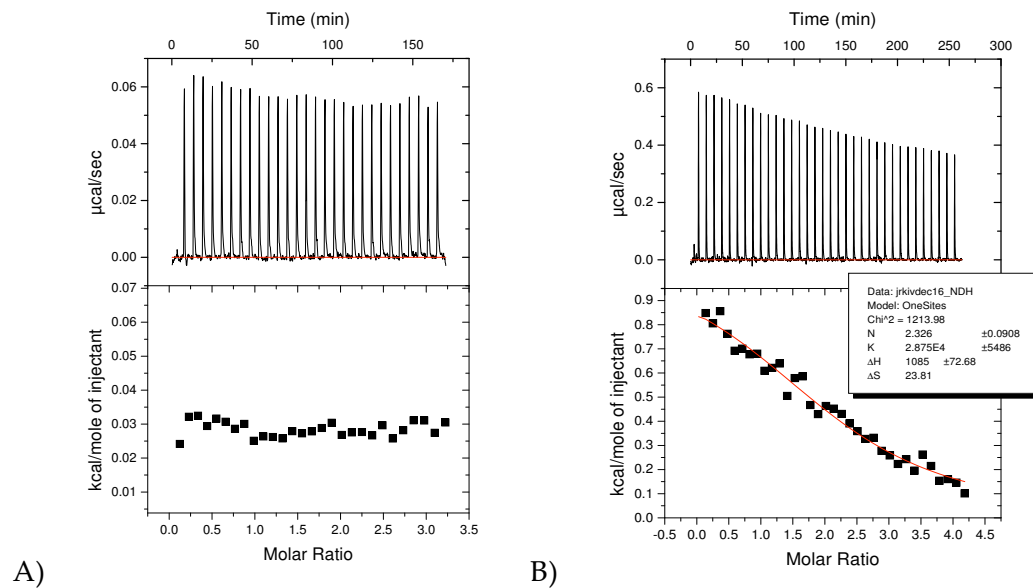 Time (min)
0 50 100 150
0.06
0.04
0.02
0.00
µcal/sec
0.07
0.06
0.05
0.04
0.03
0.02
0.01
kcal/mole of injectant
0.0 0.5 1.0 1.5 2.0 2.5 3.0 3.5
Molar Ratio
A)
Time (min)
0 50 100 150 200 250 300
0.6
0.4
0.2
0.0
µcal/sec
Data: jrkivdec16_NDH
Model: OneSites
Chi^2 = 1213.98
N 2.326 ±0.0908
K 2.875E4 ±5486
ΔH 1085 ±72.68
ΔS 23.81
0.9
0.8
0.7
0.6
0.5
0.4
0.3
0.2
0.1
0.0
kcal/mole of injectant
-0.5 0.0 0.5 1.0 1.5 2.0 2.5 3.0 3.5 4.0 4.5
Molar Ratio
B)